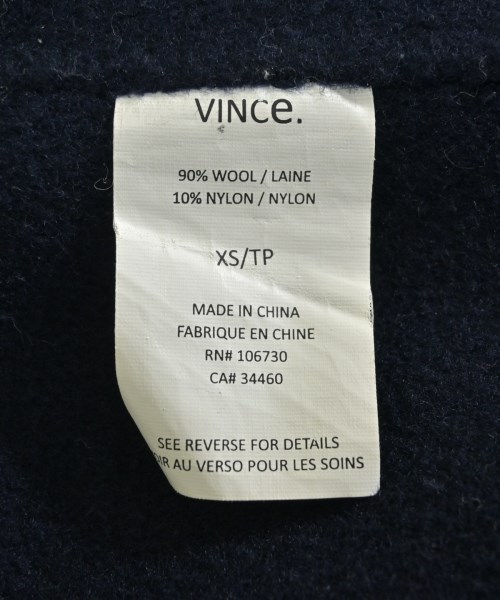 VINCe.
90% WOOL / LAINE
10% NYLON / NYLON
XS/TP
MADE IN CHINA
FABRIQUE EN CHINE
RN# 106730
CA# 34460
SEE REVERSE FOR DETAILS
AU VERSO POUR LES SOINS